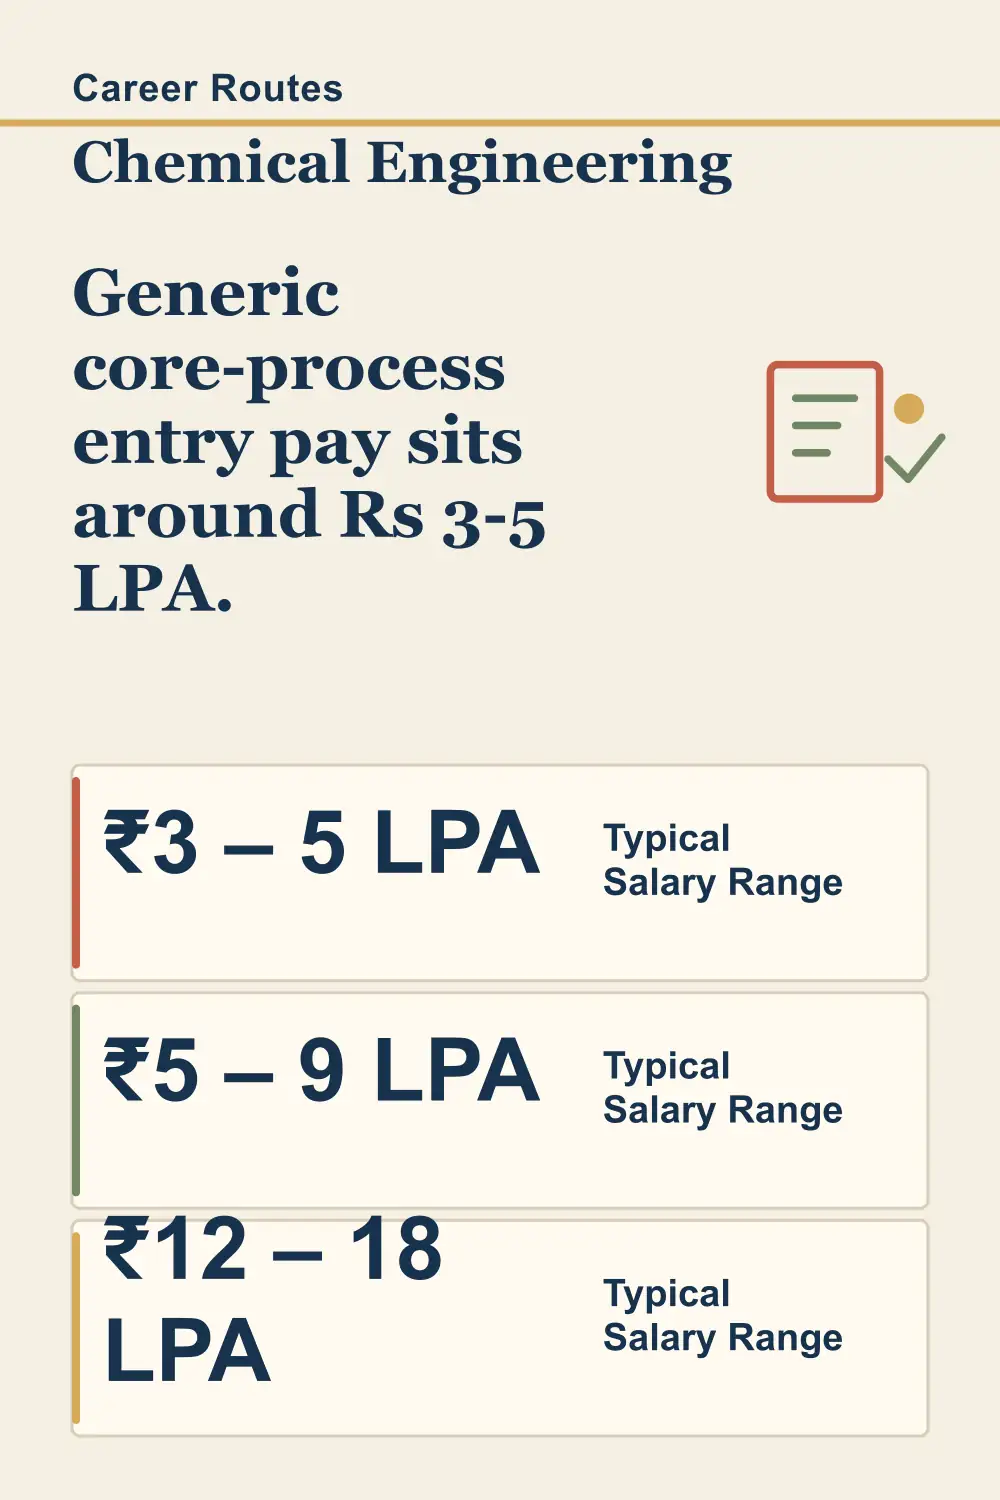 Career Routes
Chemical Engineering
Generic
core-process
entry pay sits
around Rs 3-5
LPA.
₹3 – 5 LPA
Typical
Salary Range
₹5 – 9 LPA
Typical
Salary Range
₹12 – 18
LPA
Typical
Salary Range